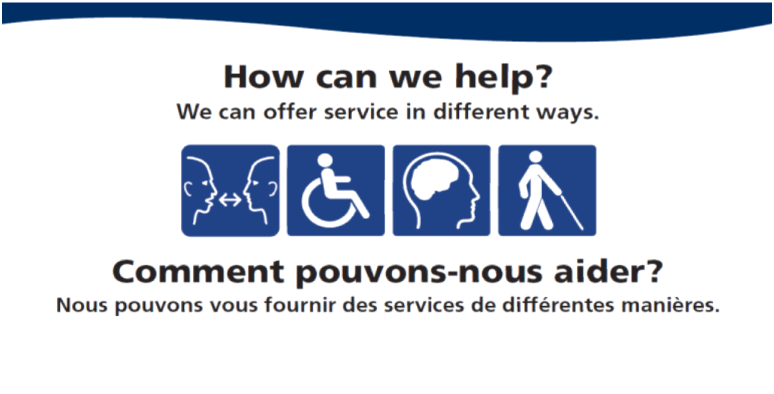 How can we help?
We can offer service in different ways.
Comment pouvons-nous aider?
Nous pouvons vous fournir des services de différentes manières.